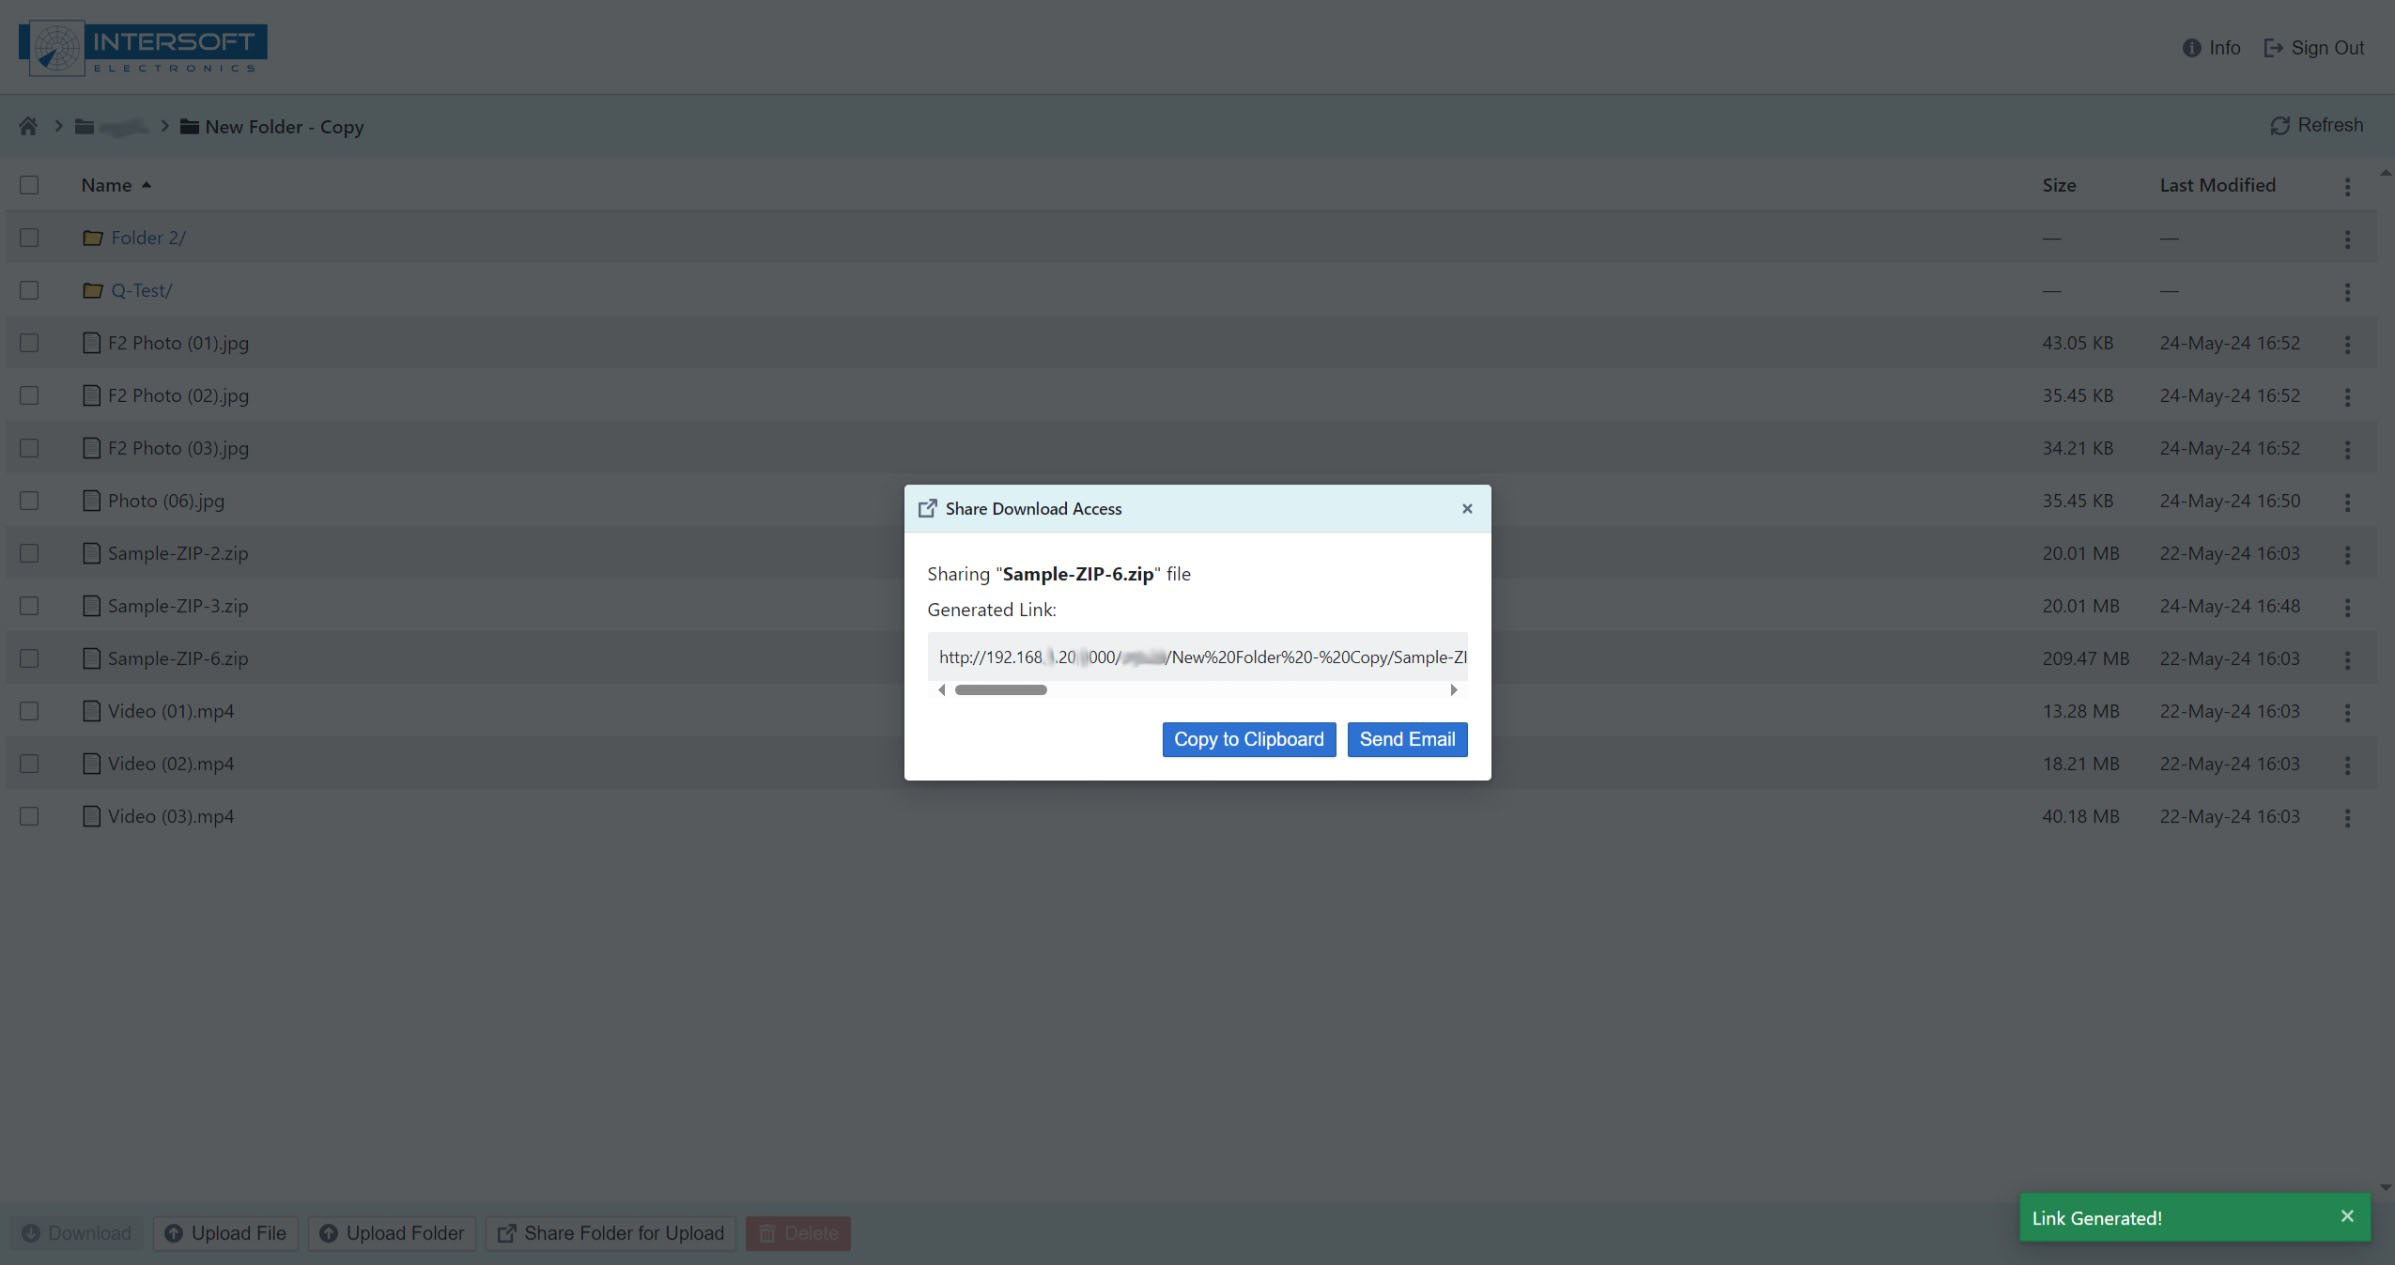 INTERSOFT
ELECTRONICS
Info
Sign Out
New Folder - Copy
Refresh
Name Size Last Modified
Folder 2/ — —
Q-Test/ — —
F2 Photo (01).jpg 43.05 KB 24-May-24 16:52
F2 Photo (02).jpg 35.45 KB 24-May-24 16:52
F2 Photo (03).jpg 34.21 KB 24-May-24 16:52
Photo (06).jpg 35.45 KB 24-May-24 16:50
Sample-ZIP-2.zip 20.01 MB 22-May-24 16:03
Sample-ZIP-3.zip 20.01 MB 24-May-24 16:48
Sample-ZIP-6.zip 209.47 MB 22-May-24 16:03
Video (01).mp4 13.28 MB 22-May-24 16:03
Video (02).mp4 18.21 MB 22-May-24 16:03
Video (03).mp4 40.18 MB 22-May-24 16:03
Share Download Access
Sharing "Sample-ZIP-6.zip" file
Generated Link:
http://192.168 .20 000/ /New%20Folder%20-%20Copy/Sample-ZI
Copy to Clipboard
Send Email
Download
Upload File
Upload Folder
Share Folder for Upload
Delete
Link Generated!